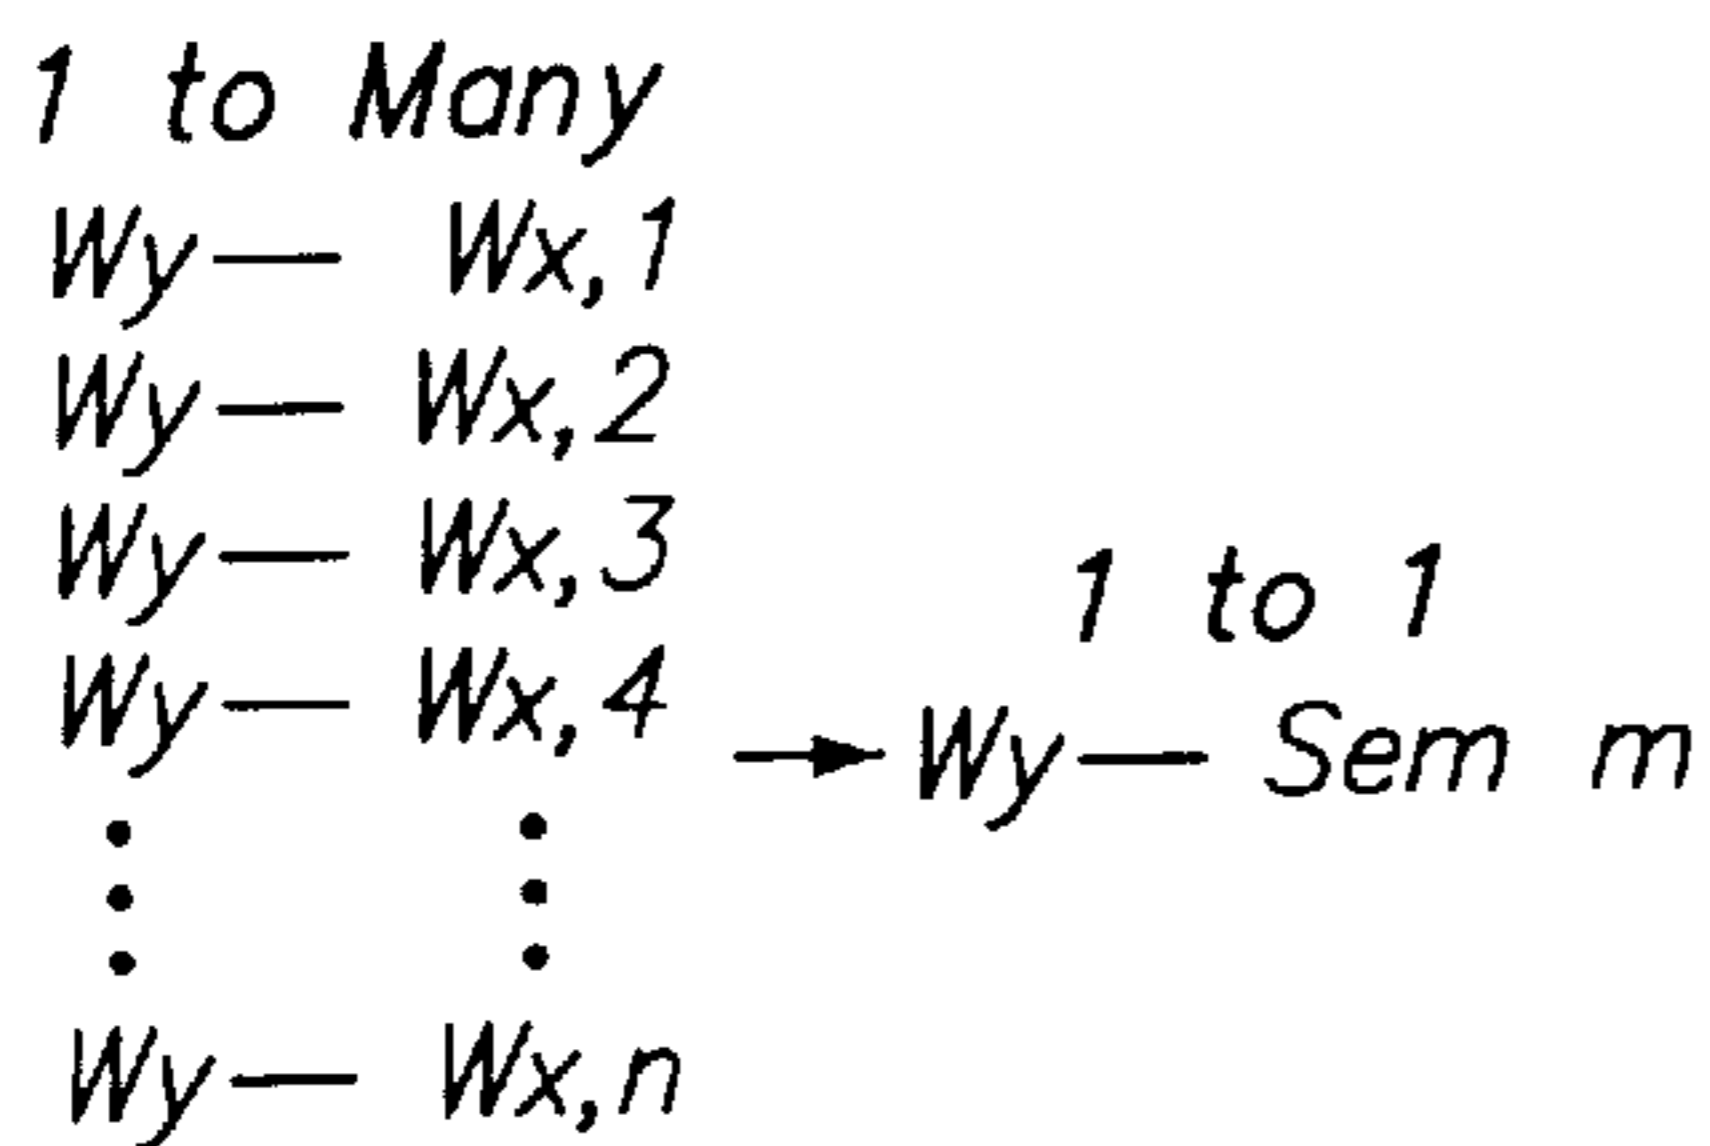 1 to Many
Wy — Wx,1
Wy — Wx,2
Wy — Wx,3
Wy — Wx,4
Wy — Wx,n
1 to 1
Wy — Sem m